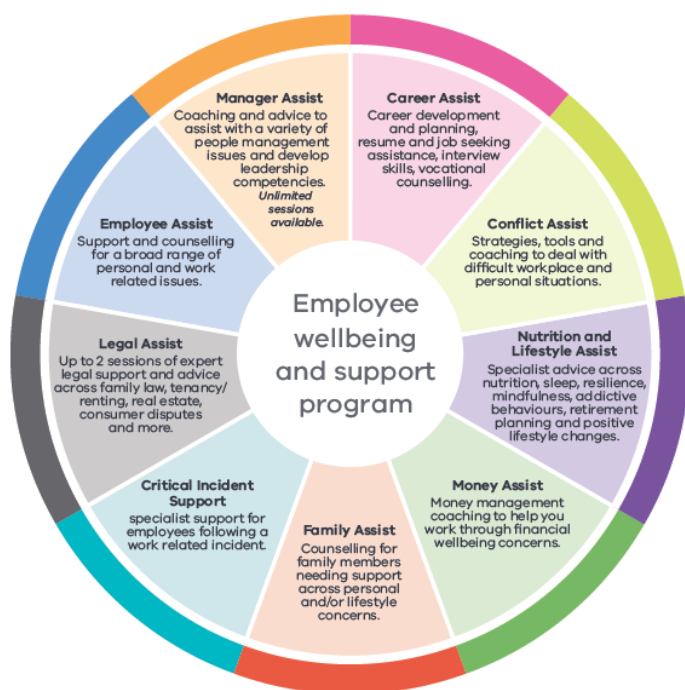 Manager Assist
Coaching and advice to
assist with a variety of
people management
issues and develop
leadership
competencies.
Unlimited
sessions
available.
Career Assist
Career development
and planning,
resume and job seeking
assistance, interview
skills, vocational
counselling.
Conflict Assist
Strategies, tools and
coaching to deal with
difficult workplace and
personal situations.
Nutrition and
Lifestyle Assist
Specialist advice across
nutrition, sleep, resilience,
mindfulness, addictive
behaviours, retirement
planning and positive
lifestyle changes.
Money Assist
Money management
coaching to help you
work through financial
wellbeing concerns.
Family Assist
Counselling for
family members
needing support
across personal
and/or lifestyle
concerns.
Critical Incident
Support
specialist support for
employees following a
work related incident.
Legal Assist
Up to 2 sessions of expert
legal support and advice
across family law, tenancy/
renting, real estate,
consumer disputes
and more.
Employee Assist
Support and counselling
for a broad range of
personal and work
related issues.
Employee
wellbeing
and support
program